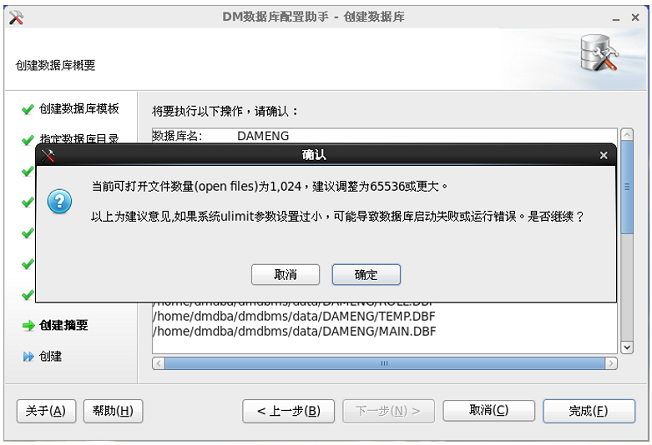 DM数据库配置助手 - 创建数据库
创建数据库概要
创建数据库模板
指定数据库目录
创建摘要
创建
将要执行以下操作，请确认：
数据库名: DAMENG
确认
当前可打开文件数量(open files)为1,024，建议调整为65536或更大。
以上为建议意见,如果系统ulimit参数设置过小，可能导致数据库启动失败或运行错误。是否继续？
取消 确定
/home/dmdba/dmdbms/data/DAMENG/ROLL.DBF
/home/dmdba/dmdbms/data/DAMENG/TEMP.DBF
/home/dmdba/dmdbms/data/DAMENG/MAIN.DBF
关于(A) 帮助(H) < 上一步(B) 下一步(N) > 取消(C) 完成(F)